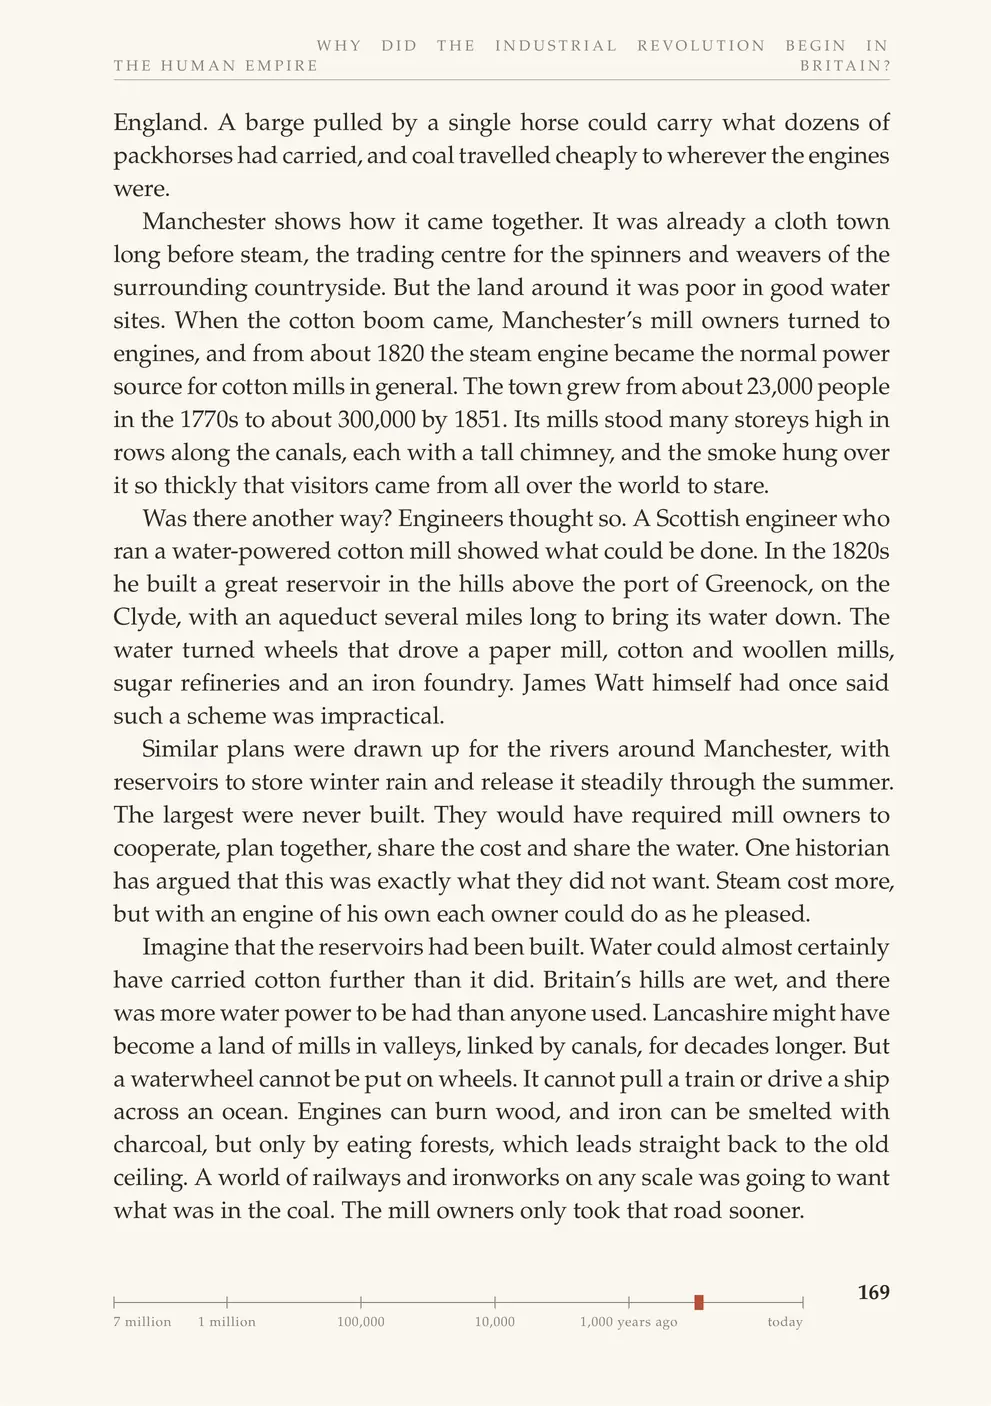 WHY DID THE INDUSTRIAL REVOLUTION BEGIN IN
THE HUMAN EMPIRE BRITAIN?
England. A barge pulled by a single horse could carry what dozens of
packhorses had carried, and coal travelled cheaply to wherever the engines
were.
Manchester shows how it came together. It was already a cloth town
long before steam, the trading centre for the spinners and weavers of the
surrounding countryside. But the land around it was poor in good water
sites. When the cotton boom came, Manchester’s mill owners turned to
engines, and from about 1820 the steam engine became the normal power
source for cotton mills in general. The town grew from about 23,000 people
in the 1770s to about 300,000 by 1851. Its mills stood many storeys high in
rows along the canals, each with a tall chimney, and the smoke hung over
it so thickly that visitors came from all over the world to stare.
Was there another way? Engineers thought so. A Scottish engineer who
ran a water-powered cotton mill showed what could be done. In the 1820s
he built a great reservoir in the hills above the port of Greenock, on the
Clyde, with an aqueduct several miles long to bring its water down. The
water turned wheels that drove a paper mill, cotton and woollen mills,
sugar refineries and an iron foundry. James Watt himself had once said
such a scheme was impractical.
Similar plans were drawn up for the rivers around Manchester, with
reservoirs to store winter rain and release it steadily through the summer.
The largest were never built. They would have required mill owners to
cooperate, plan together, share the cost and share the water. One historian
has argued that this was exactly what they did not want. Steam cost more,
but with an engine of his own each owner could do as he pleased.
Imagine that the reservoirs had been built. Water could almost certainly
have carried cotton further than it did. Britain’s hills are wet, and there
was more water power to be had than anyone used. Lancashire might have
become a land of mills in valleys, linked by canals, for decades longer. But
a waterwheel cannot be put on wheels. It cannot pull a train or drive a ship
across an ocean. Engines can burn wood, and iron can be smelted with
charcoal, but only by eating forests, which leads straight back to the old
ceiling. A world of railways and ironworks on any scale was going to want
what was in the coal. The mill owners only took that road sooner.
169
7 million 1 million 100,000 10,000 1,000 years ago today